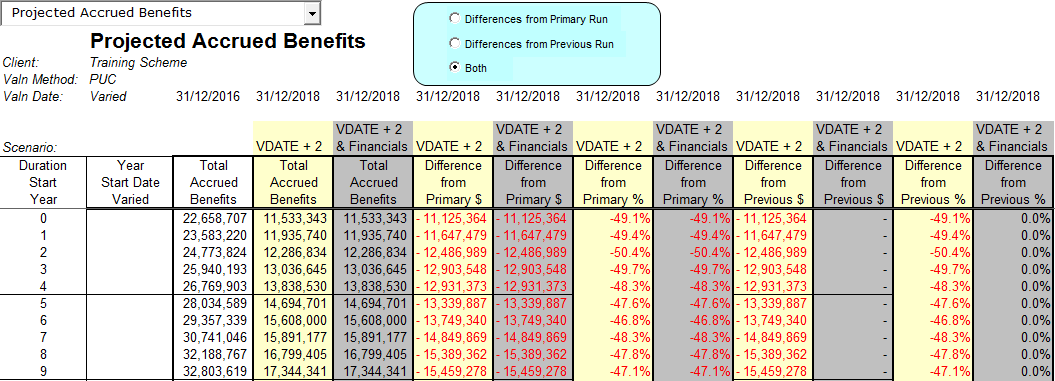 Projected Accrued Benefits
Differences from Primary Run
Projected Accrued Benefits
Differences from Previous Run
Client: Training Scheme
Both
Valn Method: PUC
Valn Date: Varied 31/12/2016 31/12/2018 31/12/2018 31/12/2018 31/12/2018 31/12/2018 31/12/2018 31/12/2018 31/12/2018 31/12/2018 31/12/2018
VDATE + 2 VDATE + 2 VDATE + 2 VDATE + 2 VDATE + 2
Scenario: VDATE + 2 & Financials VDATE + 2 & Financials VDATE + 2 & Financials VDATE + 2 & Financials VDATE + 2 & Financials
Duration Year Total Total Total Difference Difference Difference Difference Difference Difference Difference Difference
Start Start Date Accrued Accrued Accrued from from from from from from from from
Year Varied Benefits Benefits Benefits Primary $ Primary $ Primary % Primary % Previous $ Previous $ Previous % Previous %
0 22,658,707 11,533,343 11,533,343 - 11,125,364 - 11,125,364 -49.1% -49.1% - 11,125,364 - -49.1% 0.0%
1 23,583,220 11,935,740 11,935,740 - 11,647,479 - 11,647,479 -49.4% -49.4% - 11,647,479 - -49.4% 0.0%
2 24,773,824 12,286,834 12,286,834 - 12,486,989 - 12,486,989 -50.4% -50.4% - 12,486,989 - -50.4% 0.0%
3 25,940,193 13,036,645 13,036,645 - 12,903,548 - 12,903,548 -49.7% -49.7% - 12,903,548 - -49.7% 0.0%
4 26,769,903 13,838,530 13,838,530 - 12,931,373 - 12,931,373 -48.3% -48.3% - 12,931,373 - -48.3% 0.0%
5 28,034,589 14,694,701 14,694,701 - 13,339,887 - 13,339,887 -47.6% -47.6% - 13,339,887 - -47.6% 0.0%
6 29,357,339 15,608,000 15,608,000 - 13,749,340 - 13,749,340 -46.8% -46.8% - 13,749,340 - -46.8% 0.0%
7 30,741,046 15,891,177 15,891,177 - 14,849,869 - 14,849,869 -48.3% -48.3% - 14,849,869 - -48.3% 0.0%
8 32,188,767 16,799,405 16,799,405 - 15,389,362 - 15,389,362 -47.8% -47.8% - 15,389,362 - -47.8% 0.0%
9 32,803,619 17,344,341 17,344,341 - 15,459,278 - 15,459,278 -47.1% -47.1% - 15,459,278 - -47.1% 0.0%